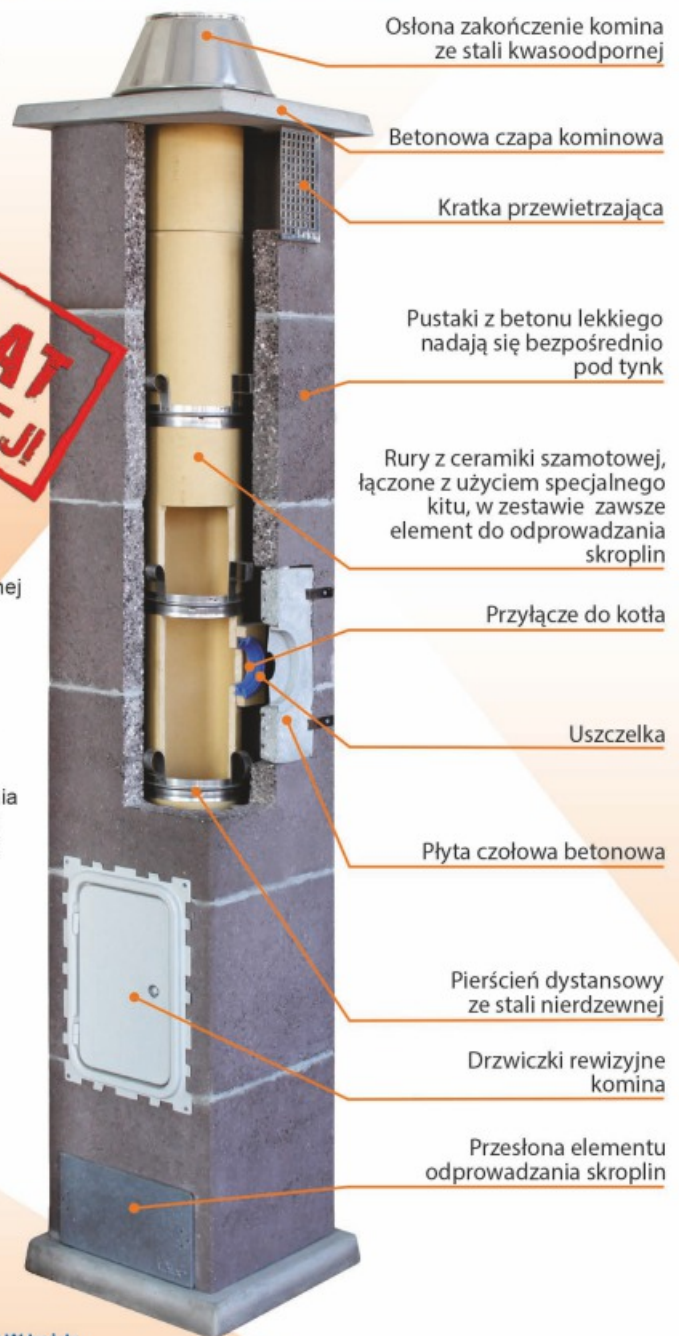 Osłona zakończenie komina
ze stali kwasoodpornej
Betonowa czapa kominowa
Kratka przewietrzająca
Pustaki z betonu lekkiego
nadają się bezpośrednio
pod tynk
Rury z ceramiki szamotowej,
łączone z użyciem specjalnego
kitu, w zestawie zawsze
element do odprowadzania
skroplin
Przyłącze do kotła
Uszczelka
Płyta czołowa betonowa
Pierścień dystansowy
ze stali nierdzewnej
Drzwiczki rewizyjne
komina
Przesłona elementu
odprowadzania skroplin